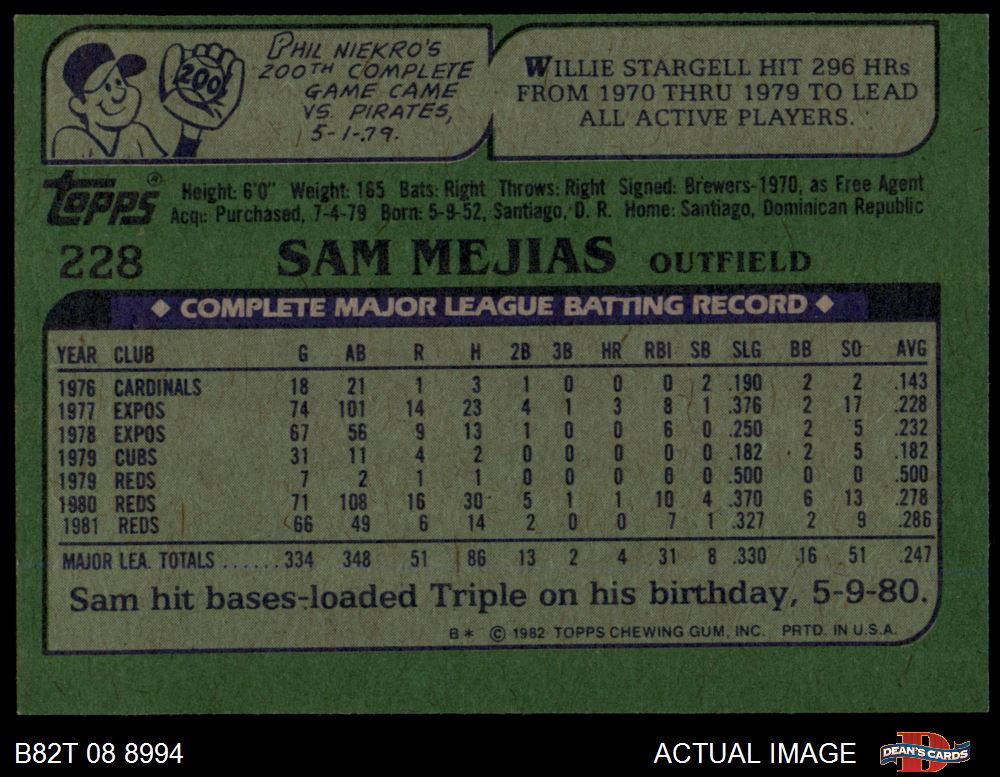 PHIL NIEKRO'S
200TH COMPLETE
GAME CAME
VS. PIRATES,
5-1-79.
200
WILLIE STARGELL HIT 296 HRs
FROM 1970 THRU 1979 TO LEAD
ALL ACTIVE PLAYERS.
TOPPS®
Height: 6'0" Weight: 165 Bats: Right Throws: Right Signed: Brewers-1970, as Free Agent
Acq: Purchased, 7-4-79 Born: 5-9-52, Santiago, D. R. Home: Santiago, Dominican Republic
228 SAM MEJIAS OUTFIELD
◆ COMPLETE MAJOR LEAGUE BATTING RECORD ◆
YEAR CLUB G AB R H 2B 3B HR RBI SB SLG BB SO AVG
1976 CARDINALS 18 21 1 3 1 0 0 0 2 .190 2 2 .143
1977 EXPOS 74 101 14 23 4 1 3 8 1 .376 2 17 .228
1978 EXPOS 67 56 9 13 1 0 0 6 0 .250 2 5 .232
1979 CUBS 31 11 4 2 0 0 0 0 0 .182 2 5 .182
1979 REDS 7 2 1 1 0 0 0 0 0 .500 0 0 .500
1980 REDS 71 108 16 30 5 1 1 10 4 .370 6 13 .278
1981 REDS 66 49 6 14 2 0 0 7 1 .327 2 9 .286
MAJOR LEA. TOTALS ......334 348 51 86 13 2 4 31 8 .330 16 51 .247
Sam hit bases-loaded Triple on his birthday, 5-9-80.
B* © 1982 TOPPS CHEWING GUM, INC. PRTD. IN U.S.A.
B82T 08 8994
ACTUAL IMAGE
DEAN'S CARDS